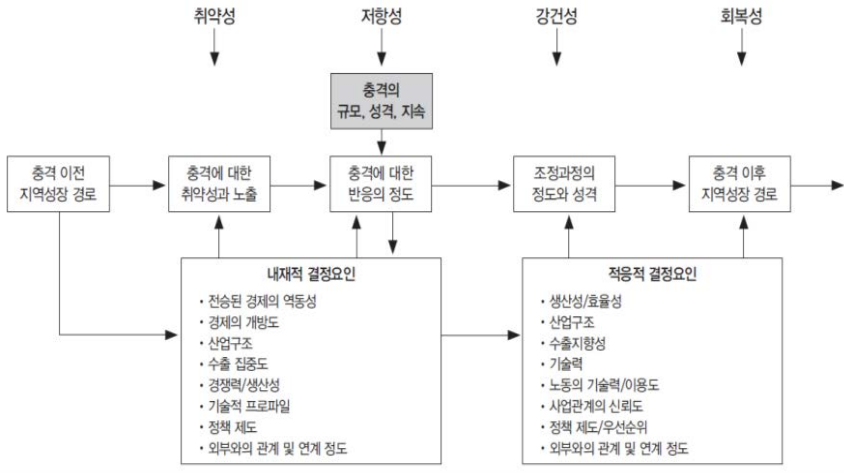 취약성
저항성
강건성
회복성
충격의
규모, 성격, 지속
충격 이전
지역성장 경로
충격에 대한
취약성과 노출
충격에 대한
반응의 정도
조정과정의
정도와 성격
충격 이후
지역성장 경로
내재적 결정요인
• 전승된 경제의 역동성
• 경제의 개방도
• 산업구조
• 수출 집중도
• 경쟁력/생산성
• 기술적 프로파일
• 정책 제도
• 외부와의 관계 및 연계 정도
적응적 결정요인
• 생산성/효율성
• 산업구조
• 수출지향성
• 기술력
• 노동의 기술력/이용도
• 사업관계의 신뢰도
• 정책 제도/우선순위
• 외부와의 관계 및 연계 정도